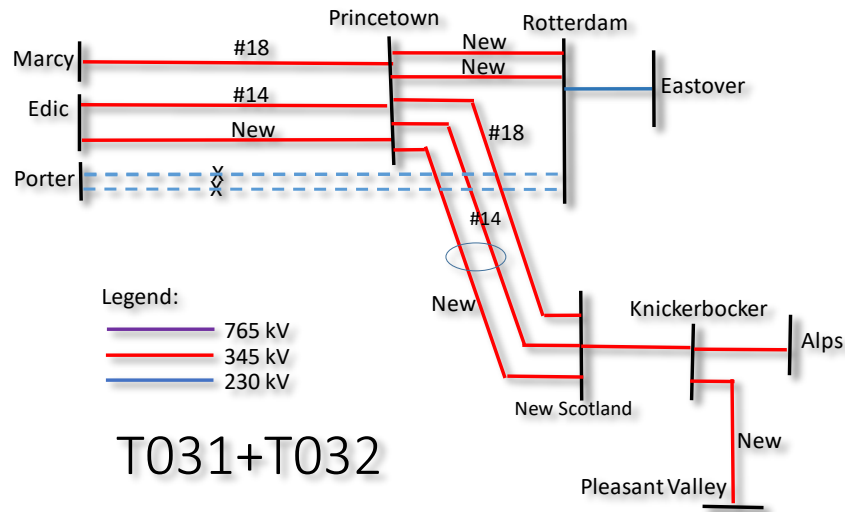 Princetown
Rotterdam
Marcy
#18
New
New
Eastover
Edic
#14
New
#18
Porter
X
X
#14
New
Legend:
765 kV
345 kV
230 kV
Knickerbocker
Alps
New Scotland
New
T031+T032
Pleasant Valley